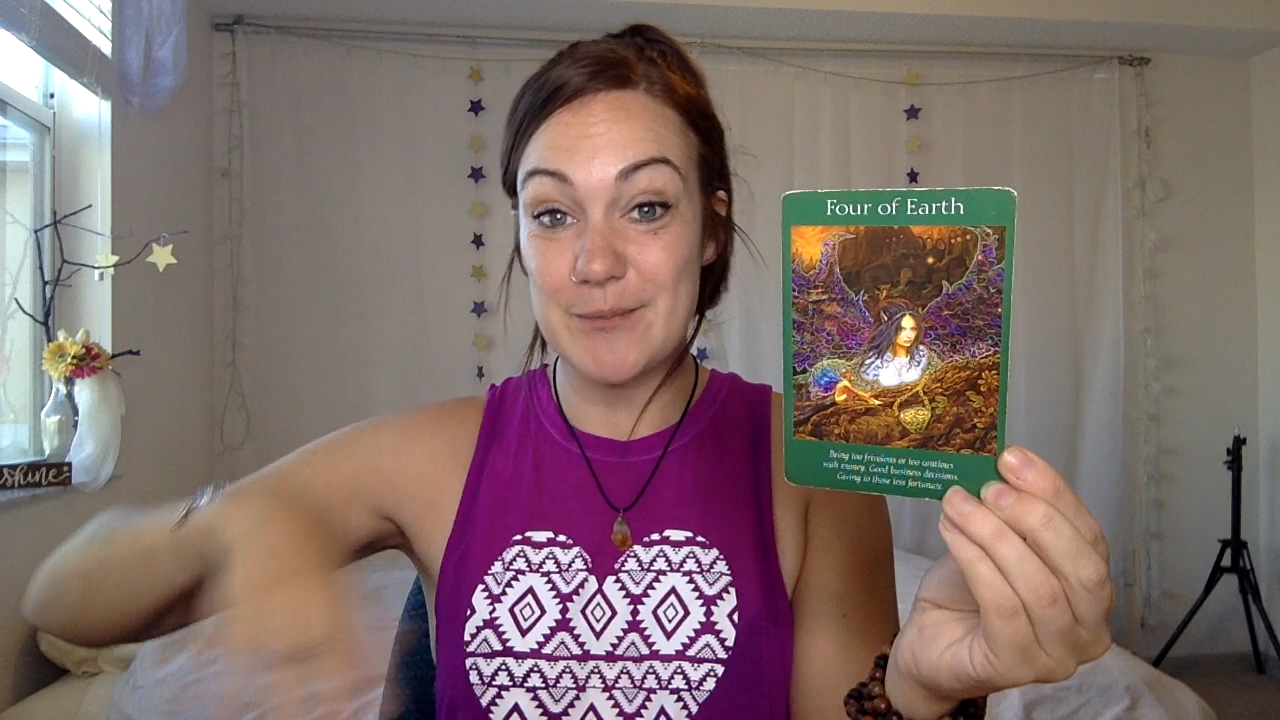 Four of Earth
Being too frivolous or too cautious
with money. Good business decisions.
Giving to those less fortunate.
shine